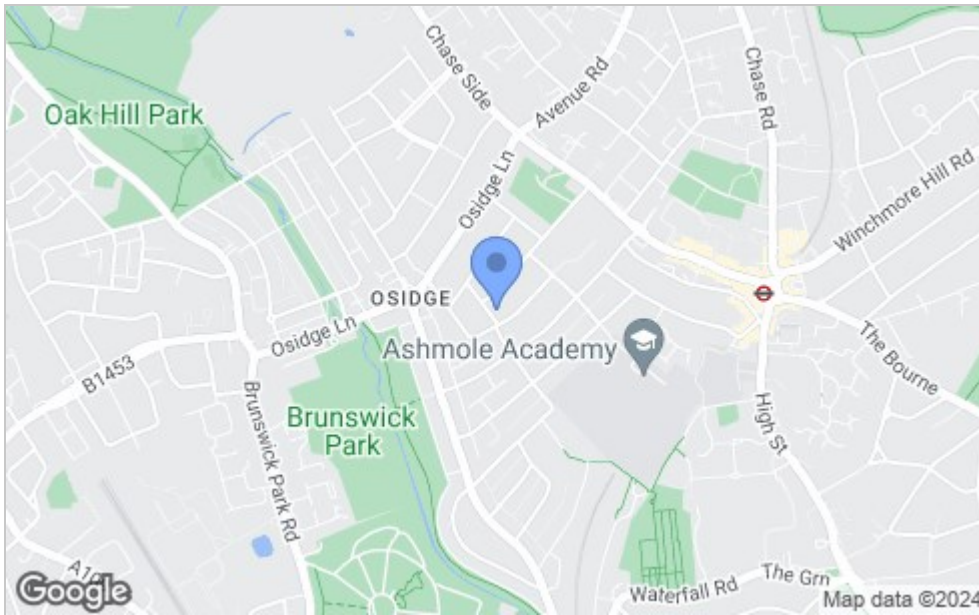 Chase Side
Avenue Rd
Chase Rd
Oak Hill Park
Osidge Ln
Winchmore Hill Rd
OSIDGE
Osidge Ln
Ashmole Academy
The Bourne
B1453
Brunswick Park Rd
Brunswick
Park
High St
Waterfall Rd
The Grn
Google
Map data ©2024